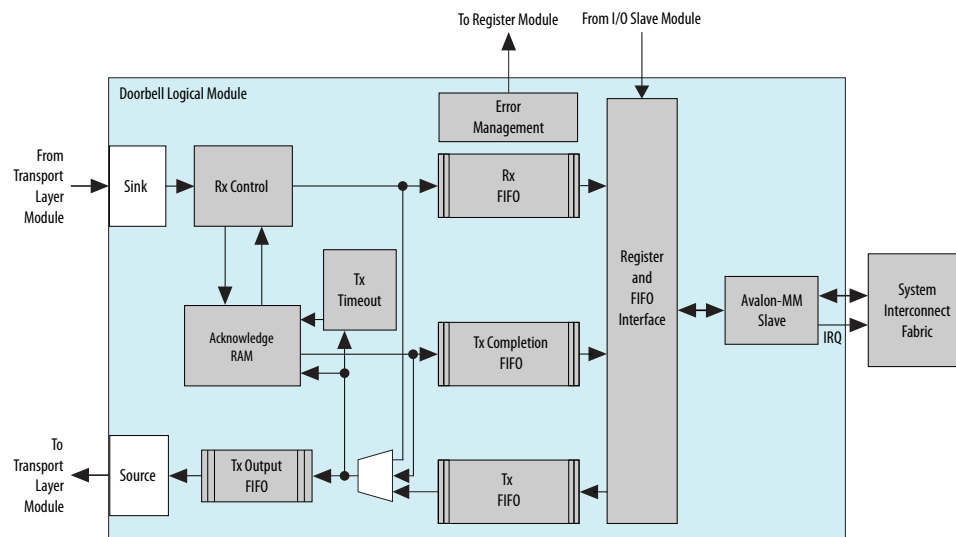 To Register Module
From I/O Slave Module
Doorbell Logical Module
Error
Management
From
Transport
Layer
Module
Sink
Rx Control
Rx
FIFO
Tx
Timeout
Register
and
FIFO
Interface
Avalon-MM
Slave
System
Interconnect
Fabric
IRQ
Acknowledge
RAM
Tx Completion
FIFO
To
Transport
Layer
Module
Source
Tx Output
FIFO
Tx
FIFO